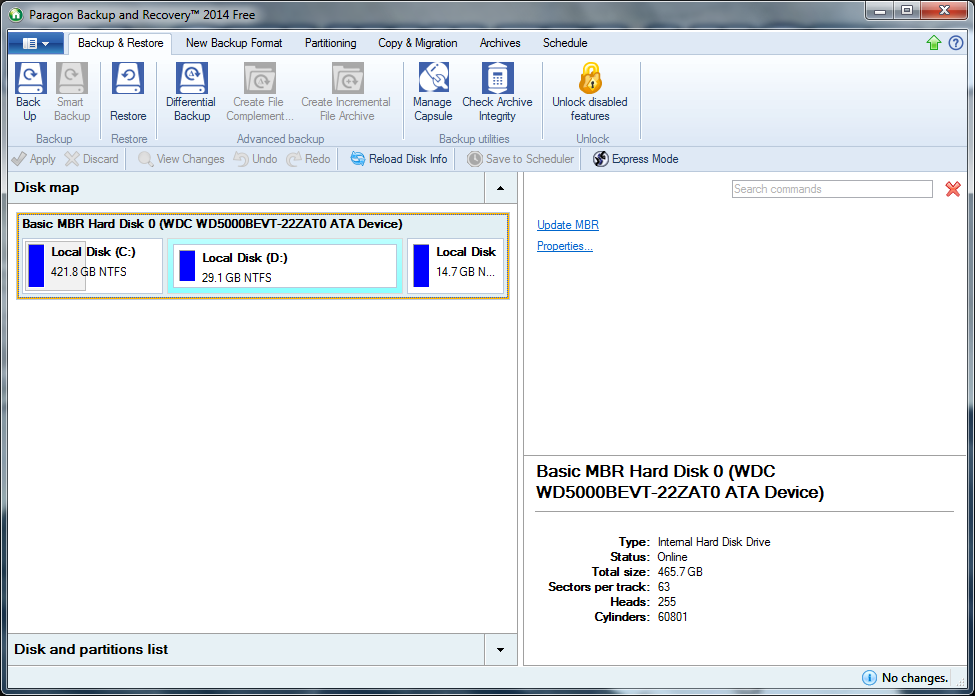 Paragon Backup and Recovery™ 2014 Free
Backup & Restore New Backup Format Partitioning Copy & Migration Archives Schedule
Back Up
Smart Backup
Backup
Restore
Restore
Differential Backup
Create File Complement...
Create Incremental File Archive
Advanced backup
Manage Capsule
Check Archive Integrity
Backup utilities
Unlock disabled features
Unlock
Apply Discard View Changes Undo Redo Reload Disk Info Save to Scheduler Express Mode
Disk map
Basic MBR Hard Disk 0 (WDC WD5000BEVT-22ZAT0 ATA Device)
Local Disk (C:)
421.8 GB NTFS
Local Disk (D:)
29.1 GB NTFS
Local Disk
14.7 GB N...
Disk and partitions list
Search commands
Update MBR
Properties...
Basic MBR Hard Disk 0 (WDC
WD5000BEVT-22ZAT0 ATA Device)
Type: Internal Hard Disk Drive
Status: Online
Total size: 465.7 GB
Sectors per track: 63
Heads: 255
Cylinders: 60801
No changes.